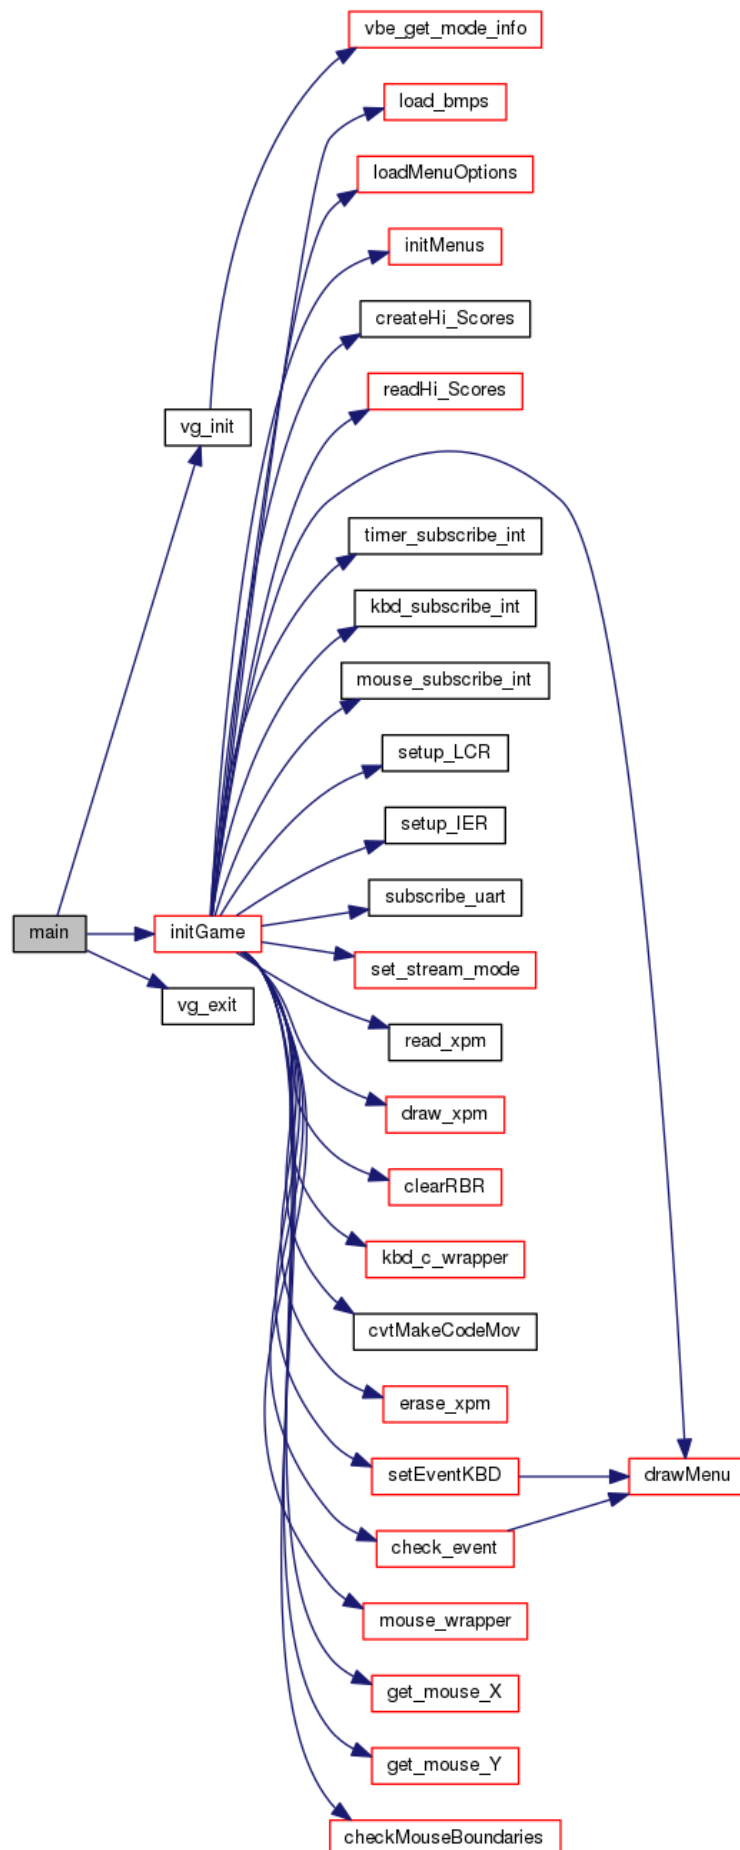 vbe_get_mode_info
load_bmps
loadMenuOptions
initMenus
createHi_Scores
readHi_Scores
vg_init
timer_subscribe_int
kbd_subscribe_int
mouse_subscribe_int
setup_LCR
setup_IER
subscribe_uart
main
initGame
set_stream_mode
vg_exit
read_xpm
draw_xpm
clearRBR
kbd_c_wrapper
cvtMakeCodeMov
erase_xpm
setEventKBD
drawMenu
check_event
mouse_wrapper
get_mouse_X
get_mouse_Y
checkMouseBoundaries